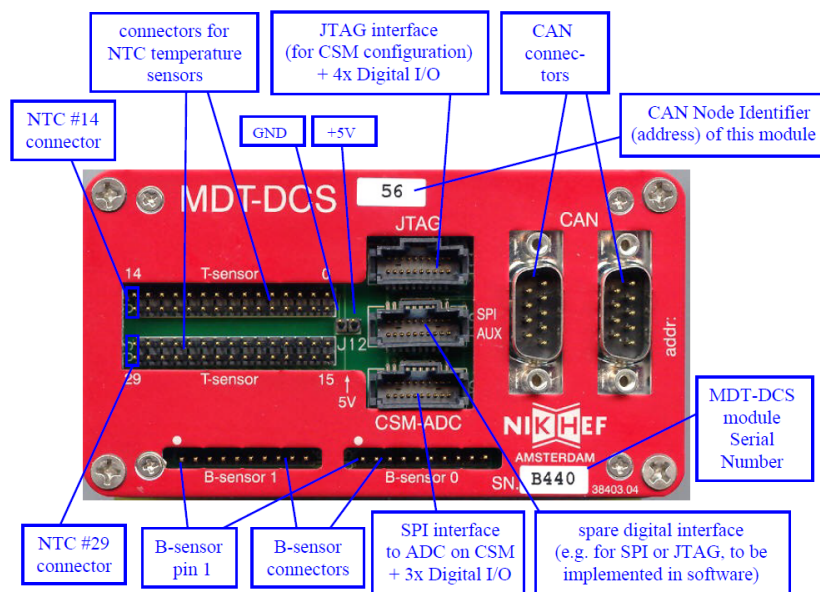 connectors for
NTC temperature
sensors
JTAG interface
(for CSM configuration)
+ 4x Digital I/O
CAN
connec-
tors
NTC #14
connector
GND
+5V
CAN Node Identifier
(address) of this module
MDT-DCS
56
JTAG
CAN
14
T-sensor
0
SPI
AUX
J12
addr:
29
T-sensor
15
5V
CSM-ADC
NIKHEF
AMSTERDAM
MDT-DCS
module
Serial
Number
B-sensor 1
B-sensor 0
SN.
B440
38403.04
NTC #29
connector
B-sensor
pin 1
B-sensor
connectors
SPI interface
to ADC on CSM
+ 3x Digital I/O
spare digital interface
(e.g. for SPI or JTAG, to be
implemented in software)